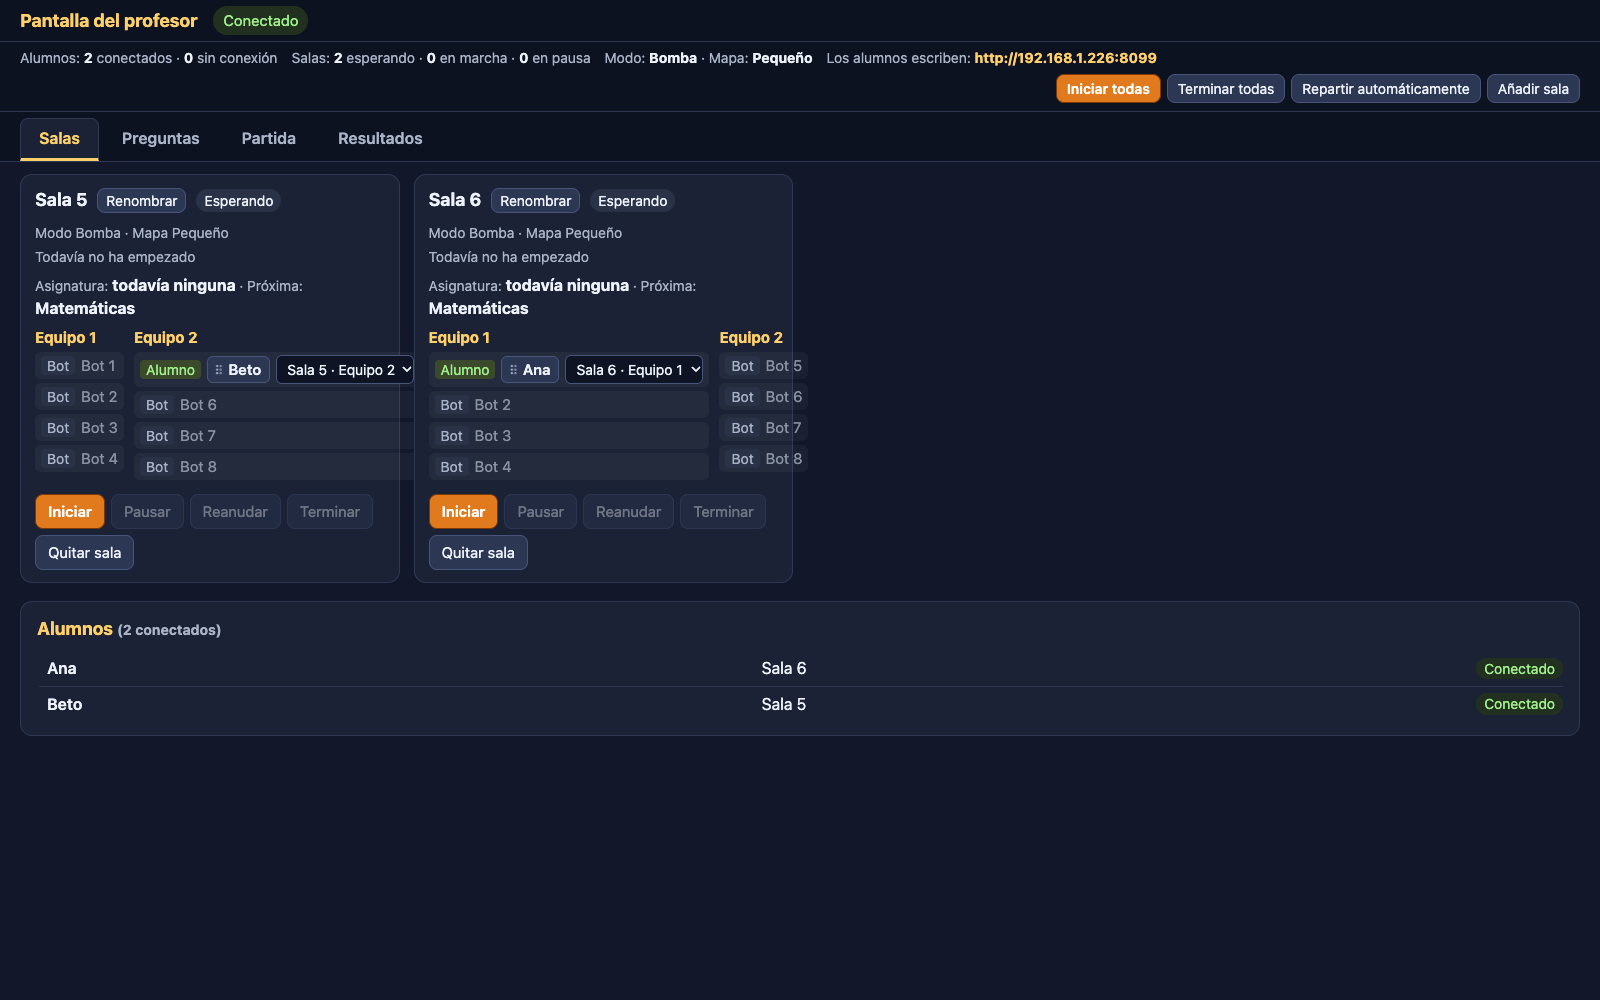 Pantalla del profesor Conectado
Alumnos: 2 conectados · 0 sin conexión Salas: 2 esperando · 0 en marcha · 0 en pausa Modo: Bomba · Mapa: Pequeño Los alumnos escriben: http://192.168.1.226:8099
Iniciar todas Terminar todas Repartir automáticamente Añadir sala
Salas Preguntas Partida Resultados
Sala 5 Renombrar Esperando
Modo Bomba · Mapa Pequeño
Todavía no ha empezado
Asignatura: todavía ninguna · Próxima:
Matemáticas
Equipo 1
Bot Bot 1
Bot Bot 2
Bot Bot 3
Bot Bot 4
Equipo 2
Alumno Beto Sala 5 · Equipo 2
Bot Bot 6
Bot Bot 7
Bot Bot 8
Iniciar Pausar Reanudar Terminar
Quitar sala
Sala 6 Renombrar Esperando
Modo Bomba · Mapa Pequeño
Todavía no ha empezado
Asignatura: todavía ninguna · Próxima:
Matemáticas
Equipo 1
Alumno Ana Sala 6 · Equipo 1
Bot Bot 2
Bot Bot 3
Bot Bot 4
Equipo 2
Bot Bot 5
Bot Bot 6
Bot Bot 7
Bot Bot 8
Iniciar Pausar Reanudar Terminar
Quitar sala
Alumnos (2 conectados)
Ana Sala 6 Conectado
Beto Sala 5 Conectado